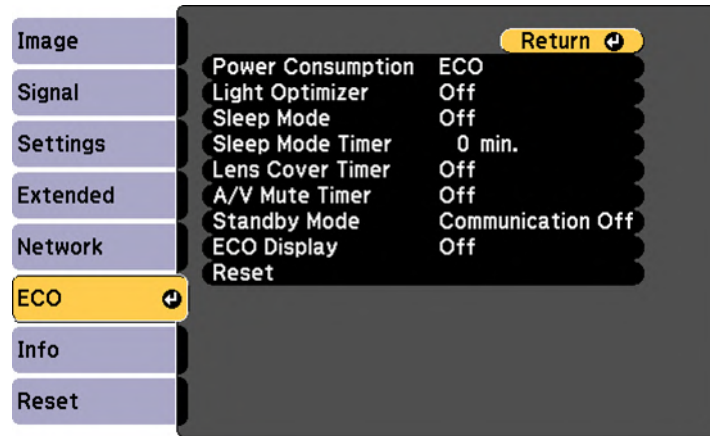 Image
Signal
Settings
Extended
Network
ECO
Info
Reset
Return
Power Consumption ECO
Light Optimizer Off
Sleep Mode Off
Sleep Mode Timer 0 min.
Lens Cover Timer Off
A/V Mute Timer Off
Standby Mode Communication Off
ECO Display Off
Reset